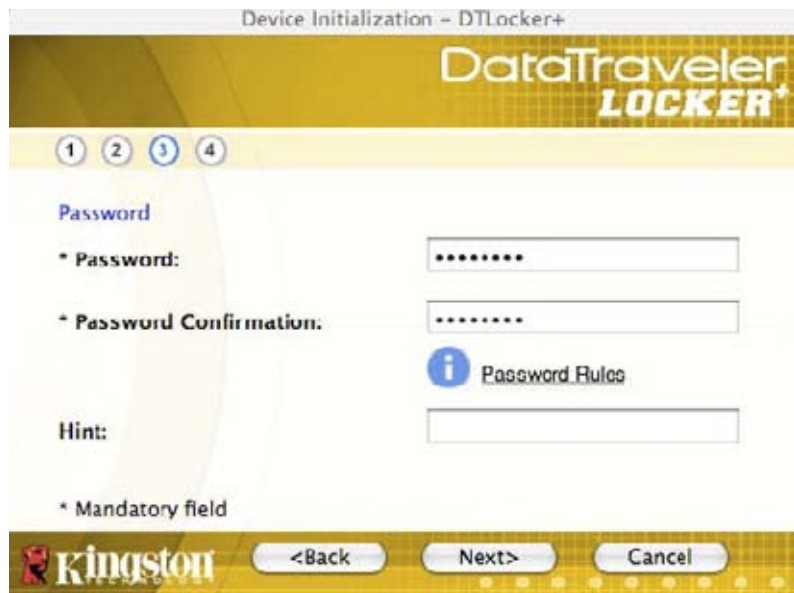 Device Initialization – DTLocker+
DataTraveler
LOCKER+
1 2 3 4
Password
* Password: ••••••••
* Password Confirmation: ••••••••
i Password Rules
Hint:
* Mandatory field
Kingston <Back Next> Cancel
TECHNOLOGY